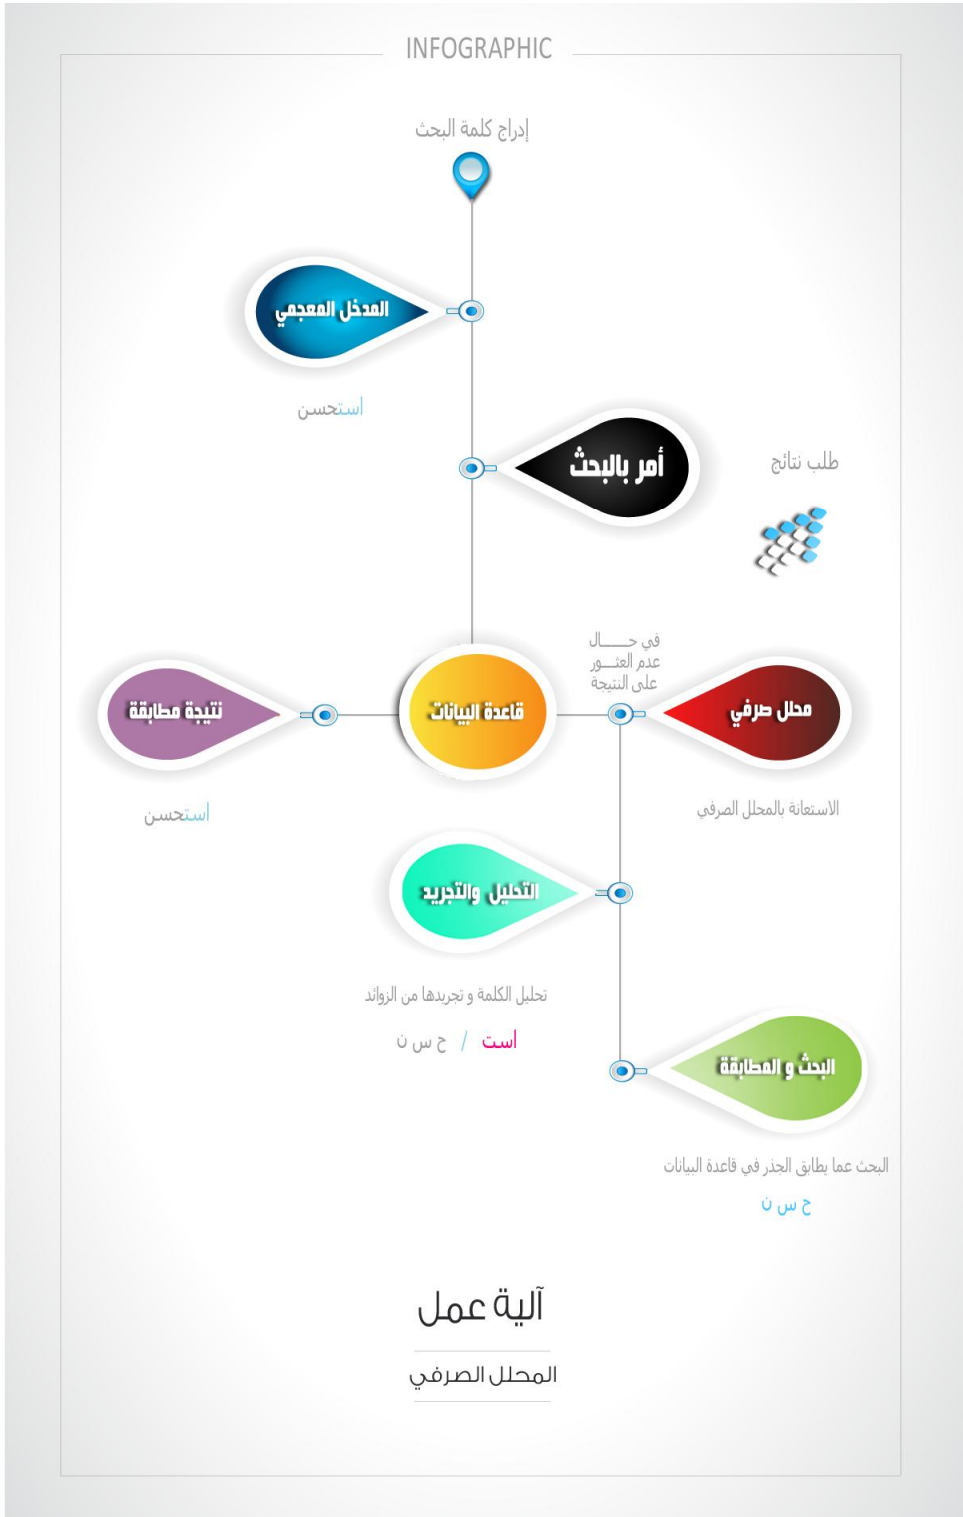 INFOGRAPHIC
إدراج كلمة البحث
المدخل المعجمي
استحسن
أمر بالبحث
طلب نتائج
في حـــــال
عدم العثـــور
على النتيجة
محلل صرفي
قاعدة البيانات
نتيجة مطابقة
الاستعانة بالمحلل الصرفي
استحسن
التحليل والتجريد
تحليل الكلمة و تجريدها من الزوائد
است / ح س ن
البحث و المطابقة
البحث عما يطابق الجذر في قاعدة البيانات
ح س ن
آلية عمل
المحلل الصرفي